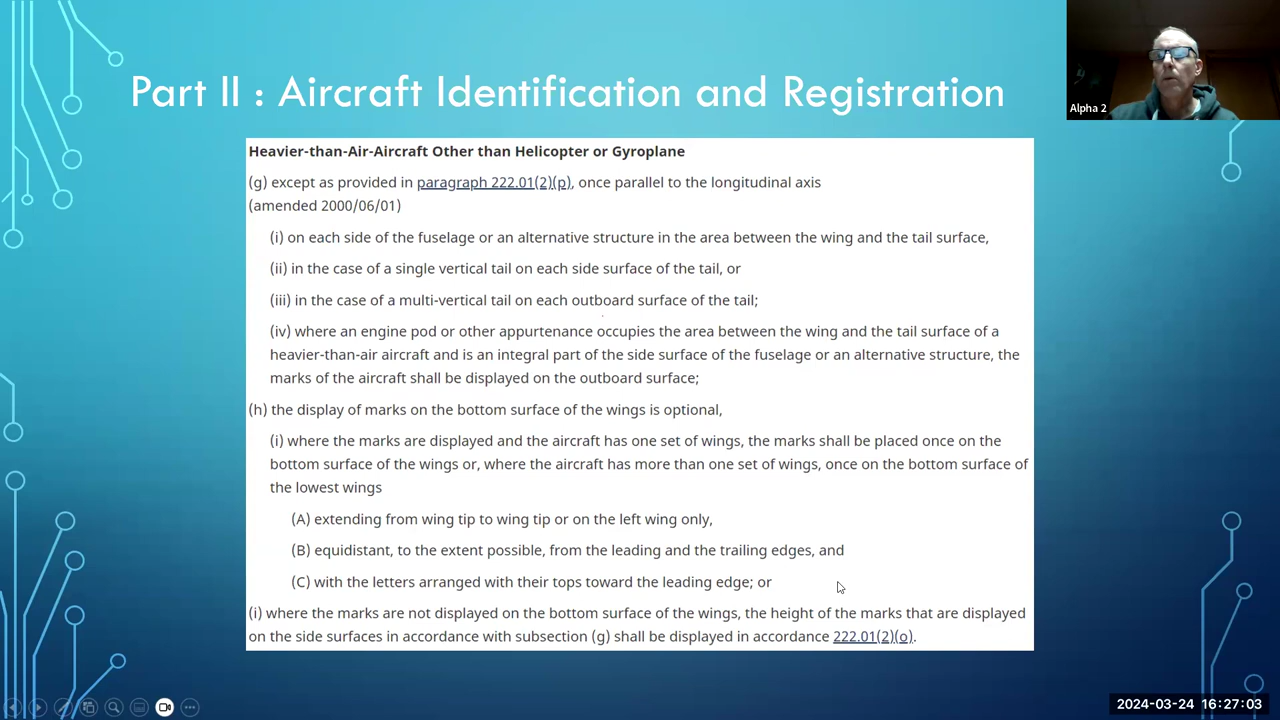 Part II : Aircraft Identification and Registration
Alpha 2
Heavier-than-Air-Aircraft Other than Helicopter or Gyroplane
(g) except as provided in paragraph 222.01(2)(p), once parallel to the longitudinal axis
(amended 2000/06/01)
(i) on each side of the fuselage or an alternative structure in the area between the wing and the tail surface,
(ii) in the case of a single vertical tail on each side surface of the tail, or
(iii) in the case of a multi-vertical tail on each outboard surface of the tail;
(iv) where an engine pod or other appurtenance occupies the area between the wing and the tail surface of a
heavier-than-air aircraft and is an integral part of the side surface of the fuselage or an alternative structure, the
marks of the aircraft shall be displayed on the outboard surface;
(h) the display of marks on the bottom surface of the wings is optional,
(i) where the marks are displayed and the aircraft has one set of wings, the marks shall be placed once on the
bottom surface of the wings or, where the aircraft has more than one set of wings, once on the bottom surface of
the lowest wings
(A) extending from wing tip to wing tip or on the left wing only,
(B) equidistant, to the extent possible, from the leading and the trailing edges, and
(C) with the letters arranged with their tops toward the leading edge; or
(i) where the marks are not displayed on the bottom surface of the wings, the height of the marks that are displayed
on the side surfaces in accordance with subsection (g) shall be displayed in accordance 222.01(2)(o).
2024-03-24 16:27:03